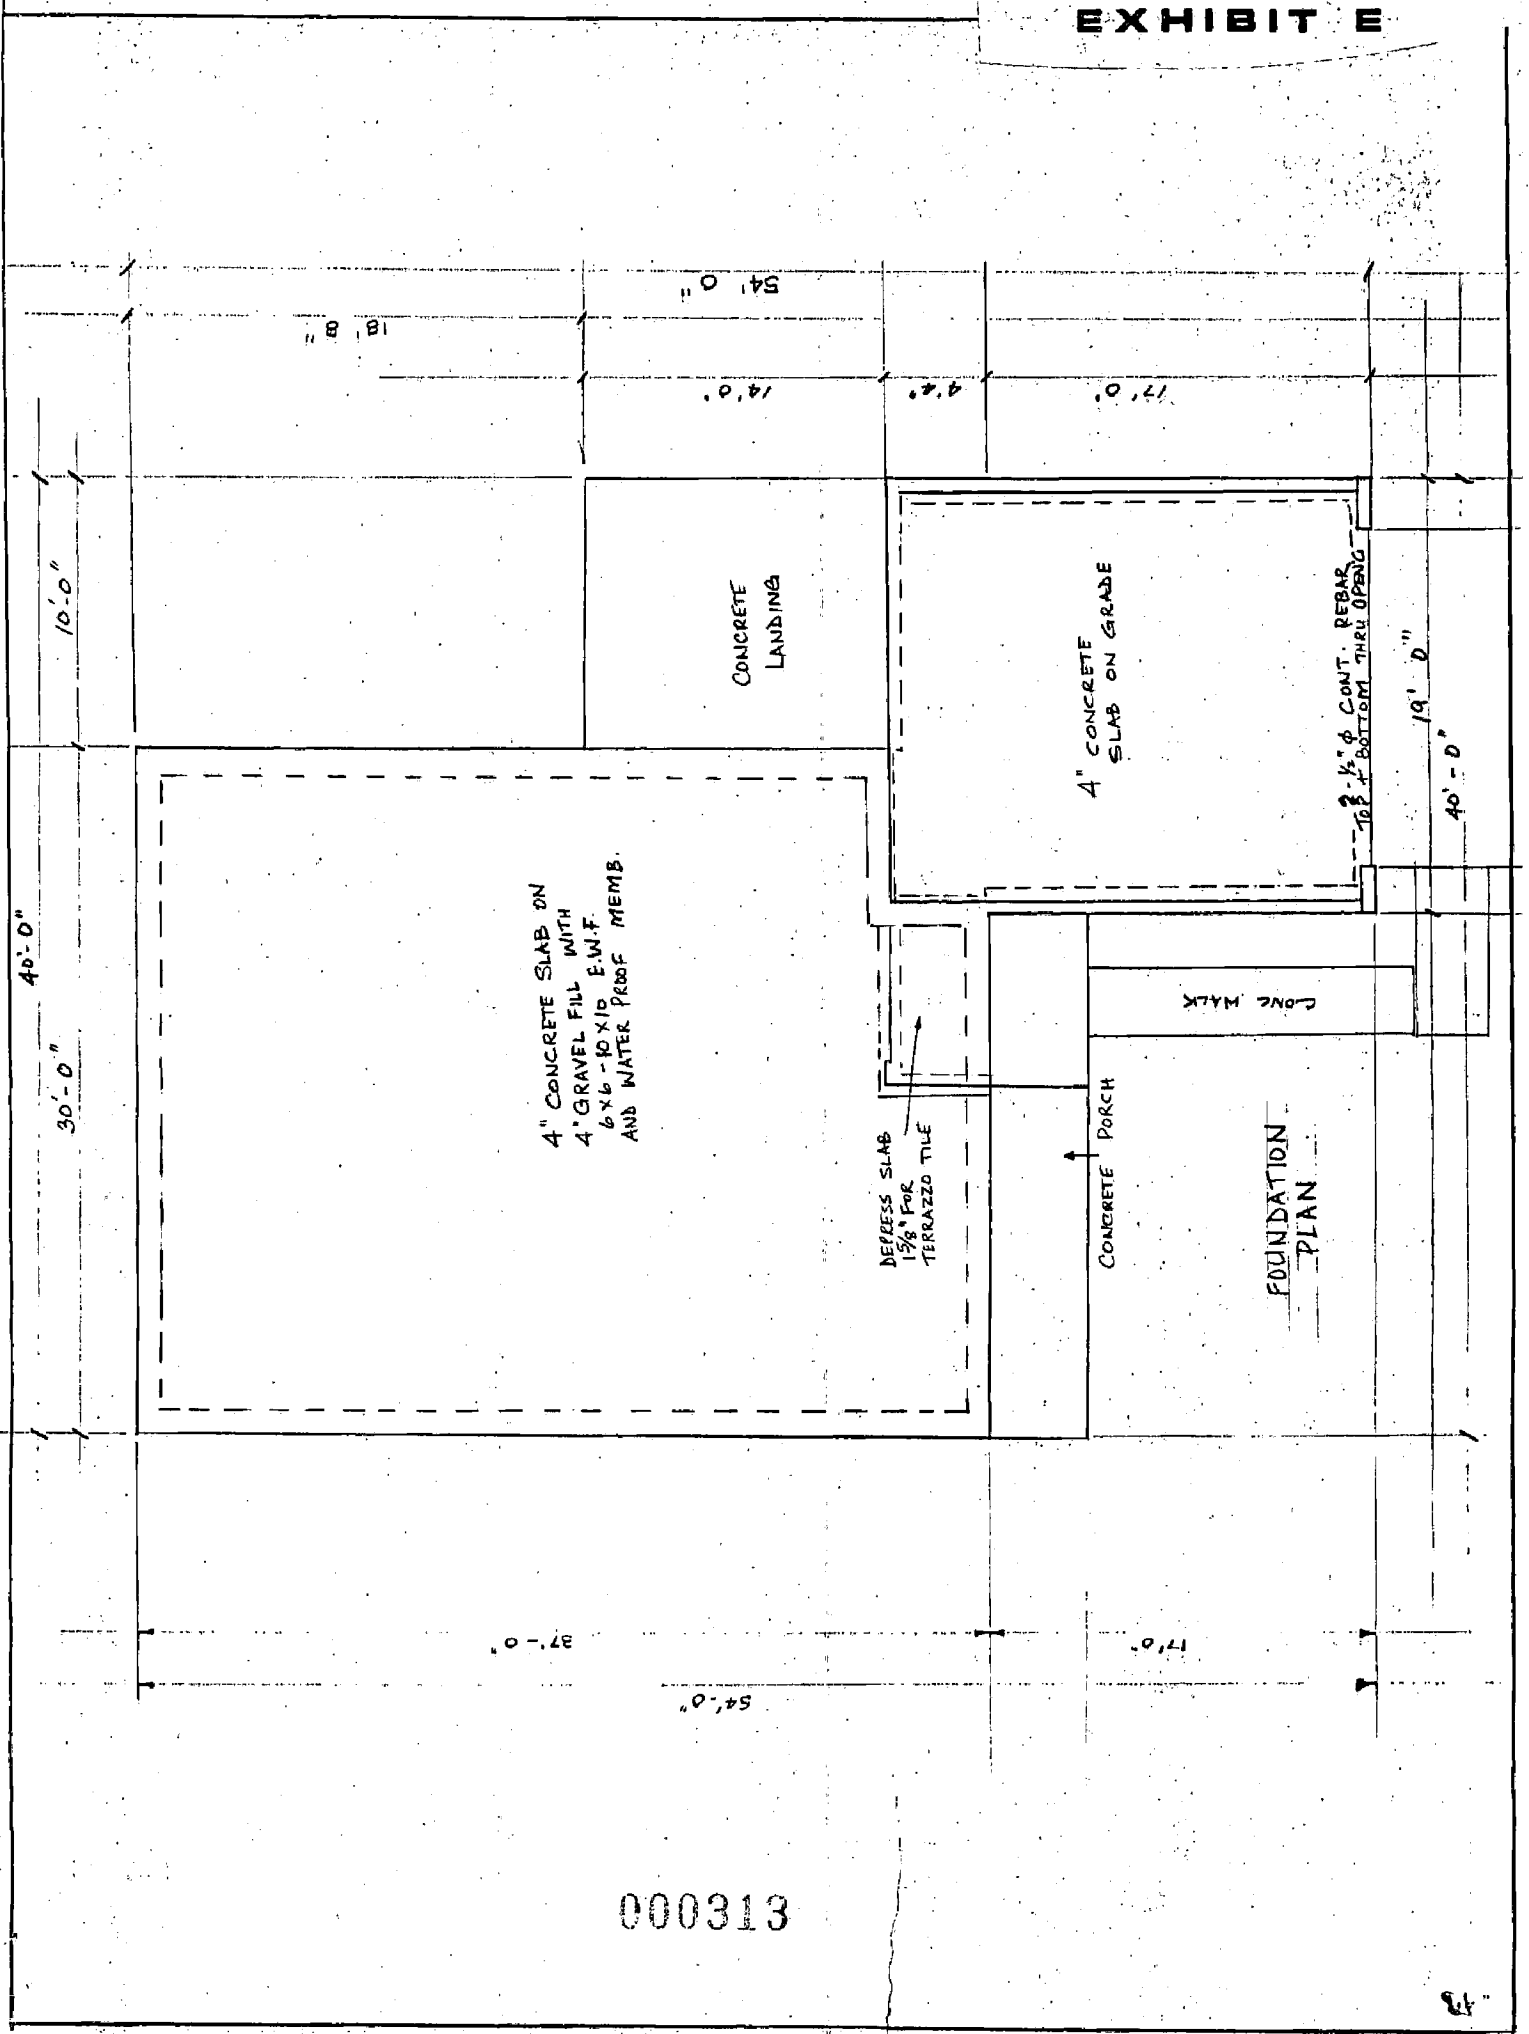 EXHIBIT E
54' 0"
18' 8"
14'0"
4'4"
17'0"
40'-0"
10'-0"
30'-0"
CONCRETE
LANDING
4" CONCRETE
SLAB ON GRADE
2-1/2" φ CONT. REBAR
TOP + BOTTOM THRU OPEN'G
19' 0"
40'-0"
4" CONCRETE SLAB ON
4" GRAVEL FILL WITH
6X6-10X10 E.W.F.
AND WATER PROOF MEMB.
DEPRESS SLAB
1 5/8" FOR
TERRAZZO TILE
CONC WALK
CONCRETE PORCH
FOUNDATION
PLAN
37'-0"
17'0"
54'-0"
000313